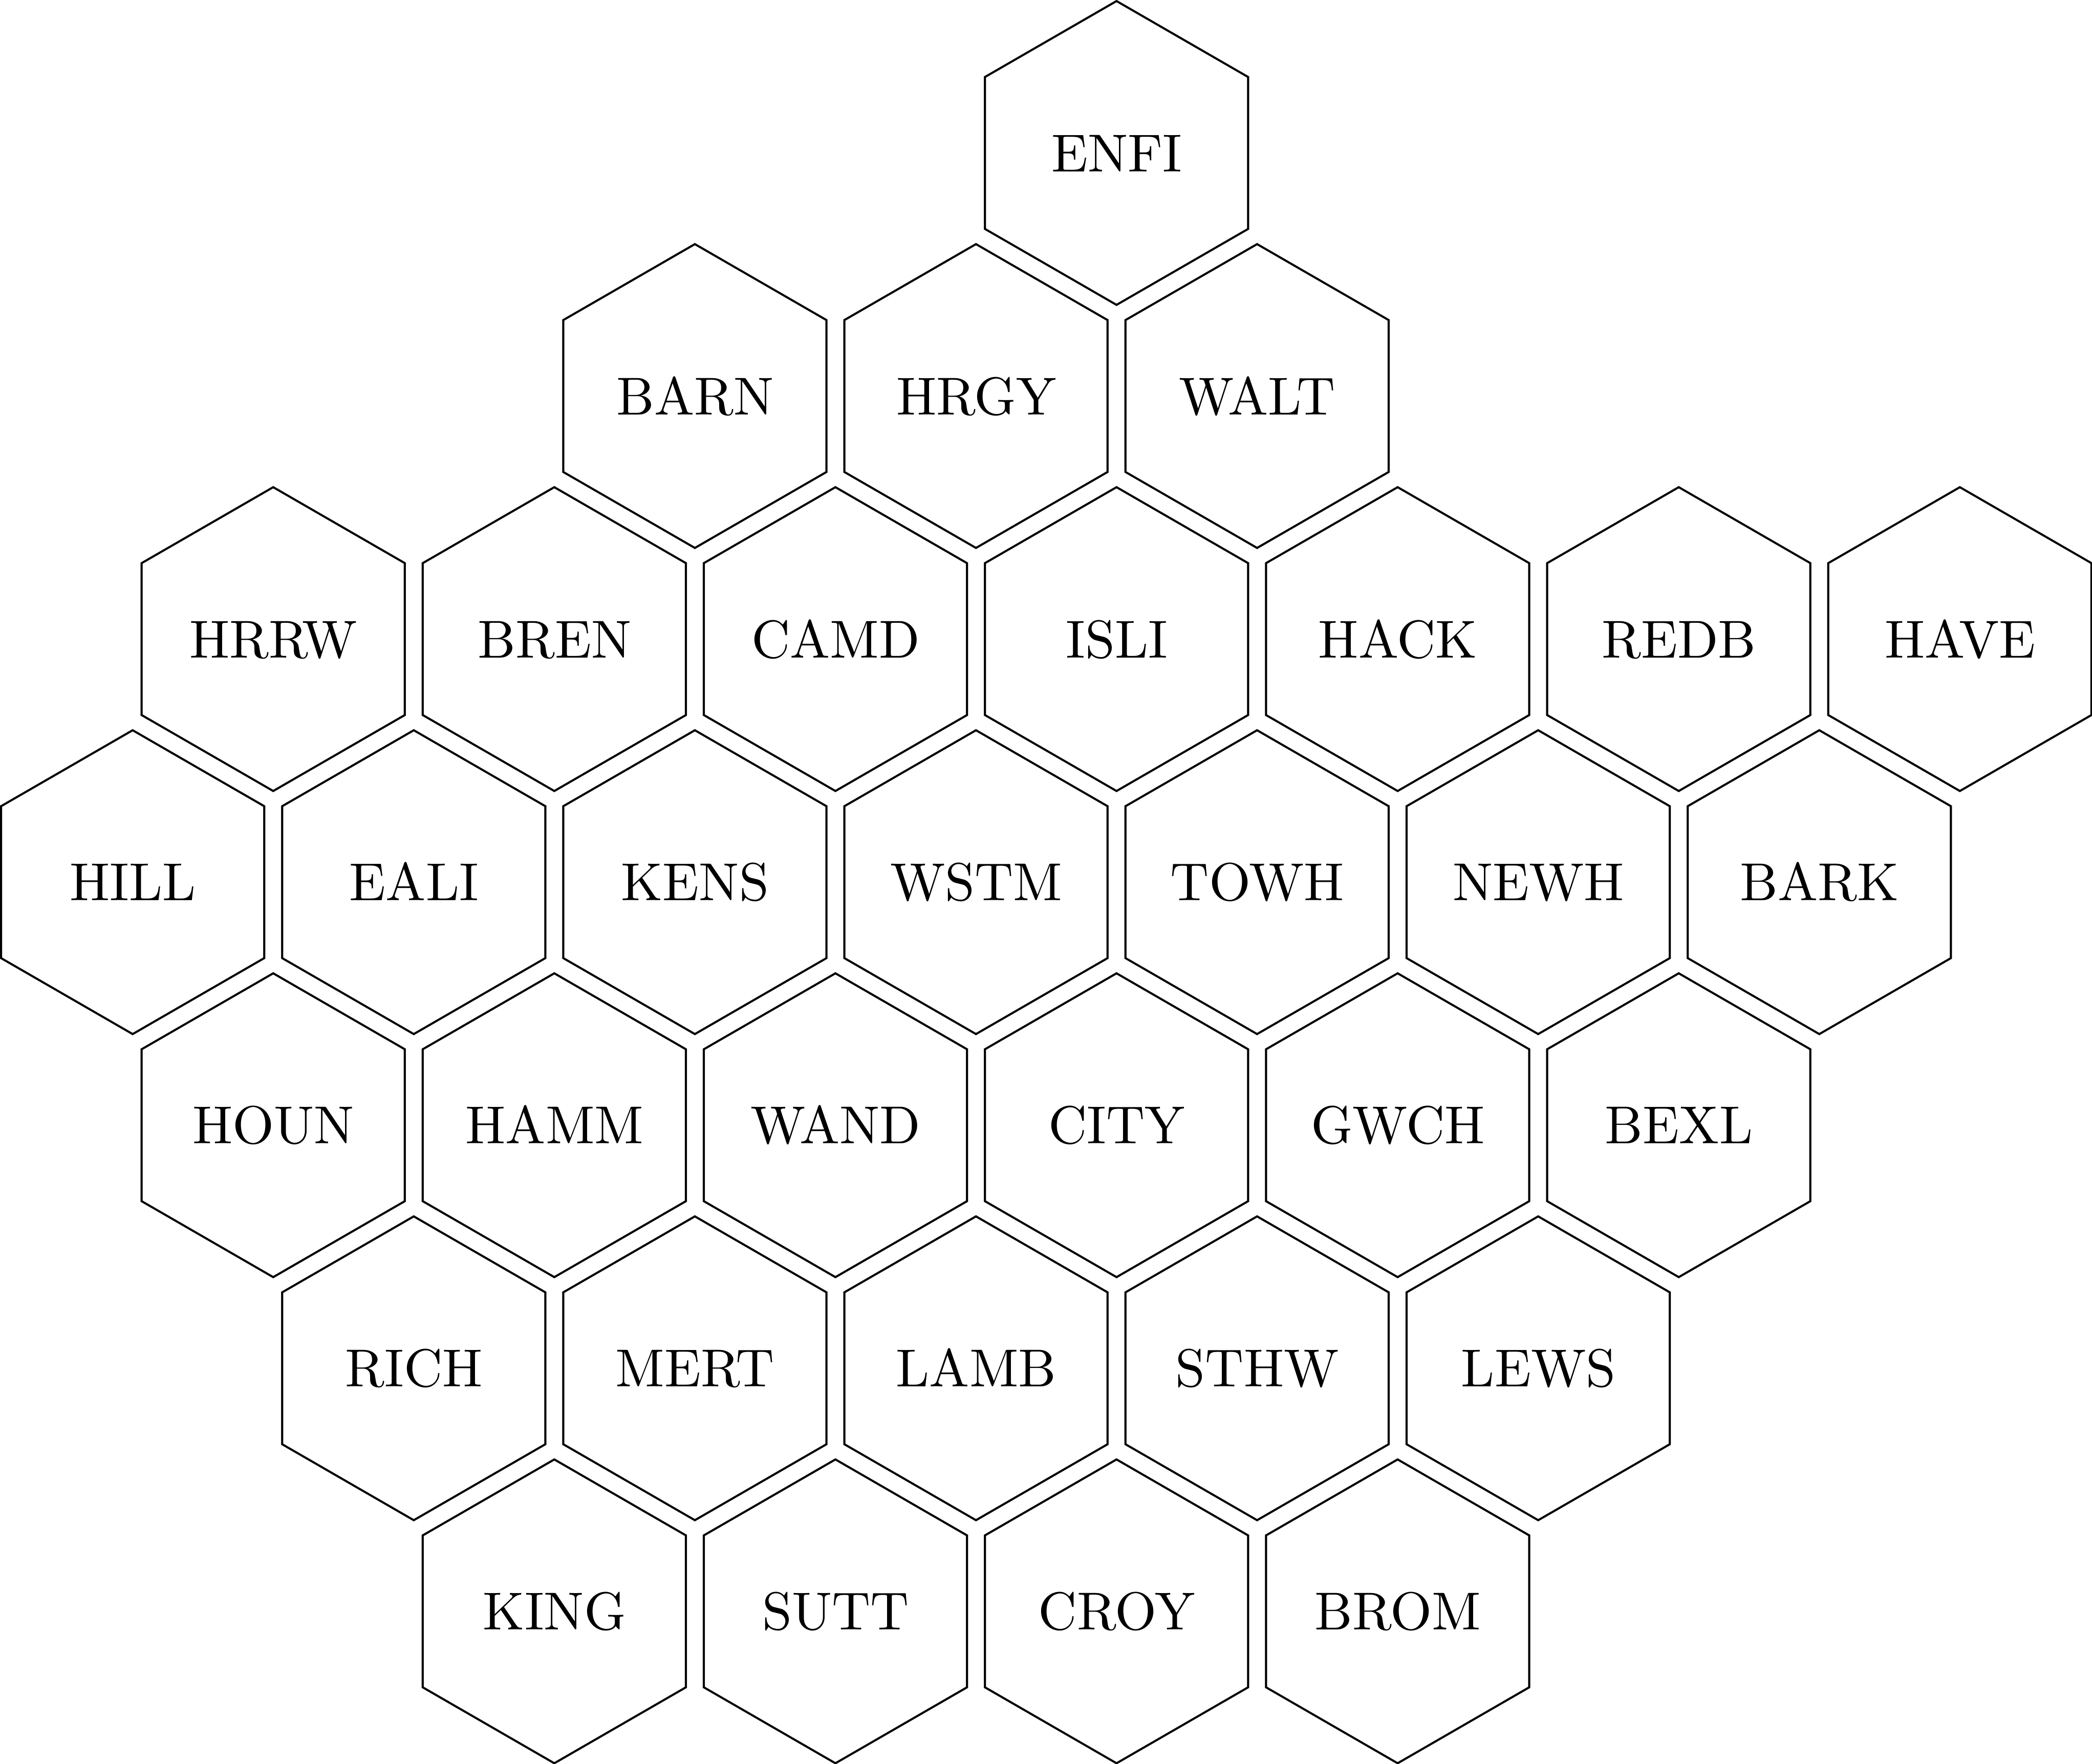 ENFI
BARN HRGY WALT
HRRW BREN CAMD ISLI HACK REDB HAVE
HILL EALI KENS WSTM TOWH NEWH BARK
HOUN HAMM WAND CITY GWCH BEXL
RICH MERT LAMB STHW LEWS
KING SUTT CROY BROM